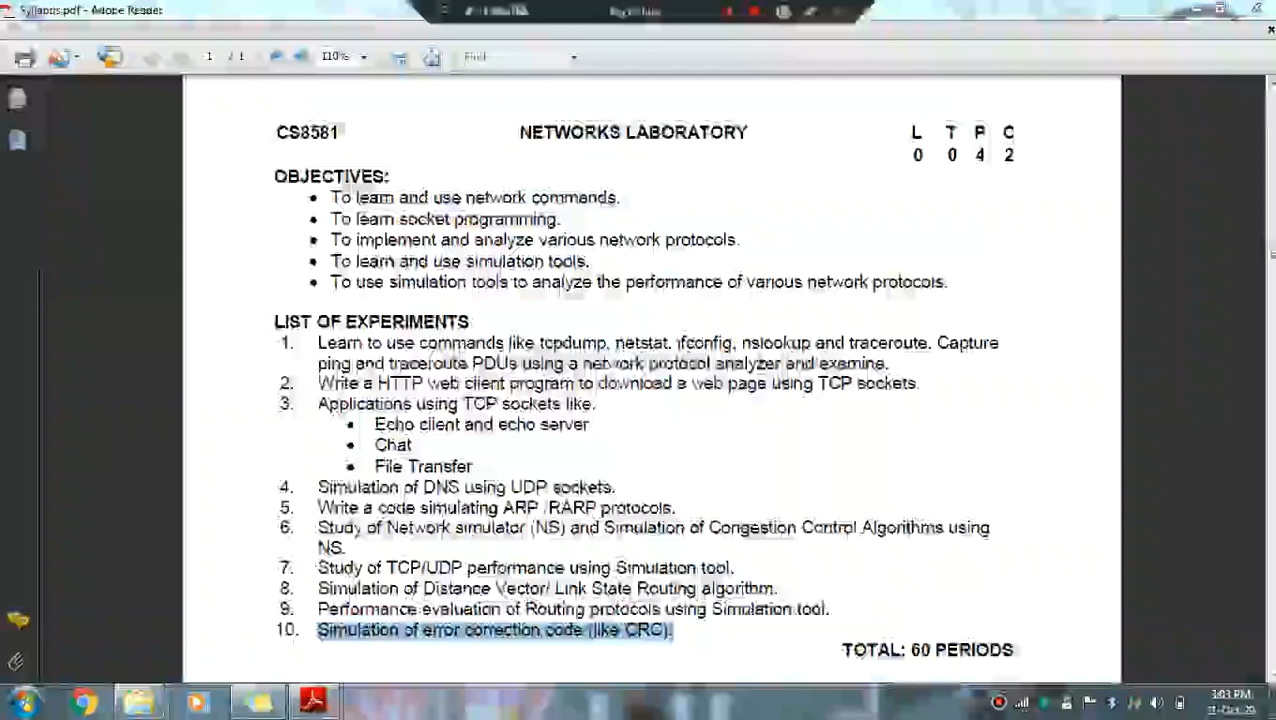 Syllabus.pdf - Adobe Reader
1 / 1
110%
Find
CS8581 NETWORKS LABORATORY L T P C
0 0 4 2
OBJECTIVES:
• To learn and use network commands.
• To learn socket programming.
• To implement and analyze various network protocols.
• To learn and use simulation tools.
• To use simulation tools to analyze the performance of various network protocols.
LIST OF EXPERIMENTS
1. Learn to use commands like tcpdump, netstat, ifconfig, nslookup and traceroute. Capture
ping and traceroute PDUs using a network protocol analyzer and examine.
2. Write a HTTP web client program to download a web page using TCP sockets.
3. Applications using TCP sockets like.
• Echo client and echo server
• Chat
• File Transfer
4. Simulation of DNS using UDP sockets.
5. Write a code simulating ARP /RARP protocols.
6. Study of Network simulator (NS) and Simulation of Congestion Control Algorithms using
NS.
7. Study of TCP/UDP performance using Simulation tool.
8. Simulation of Distance Vector/ Link State Routing algorithm.
9. Performance evaluation of Routing protocols using Simulation tool.
10. Simulation of error correction code (like CRC).
TOTAL: 60 PERIODS
3:03 PM